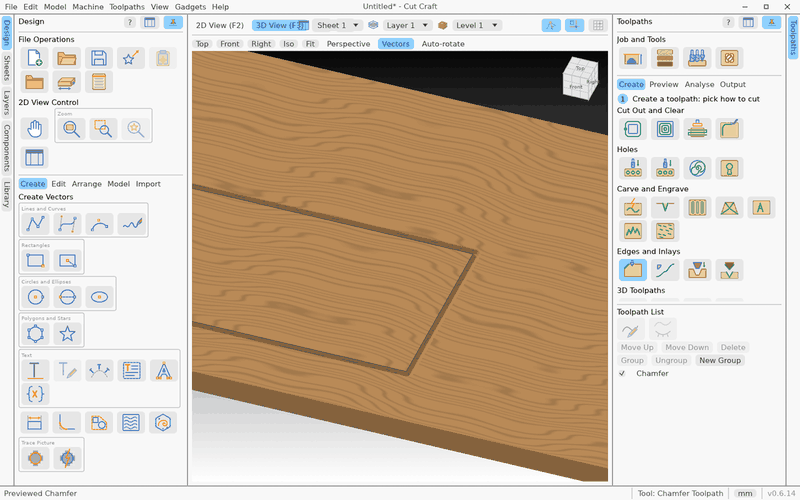 Untitled* - Cut Craft
File Edit Model Machine Toolpaths View Gadgets Help
Design
Sheets
Layers
Components
Library
Design ?
File Operations
2D View Control
Zoom
Create Edit Arrange Model Import
Create Vectors
Lines and Curves
Rectangles
Circles and Ellipses
Polygons and Stars
Text
Trace Picture
2D View (F2) Sheet 1 Layer 1 Level 1
Top Front Right Iso Fit Perspective Vectors Auto-rotate
Top
Front
Toolpaths ?
Job and Tools
Create Preview Analyse Output
1 Create a toolpath: pick how to cut
Cut Out and Clear
Holes
Carve and Engrave
Edges and Inlays
3D Toolpaths
Toolpath List
Move Up Move Down Delete
Group Ungroup New Group
Chamfer
Toolpaths
Previewed Chamfer
Tool: Chamfer Toolpath mm v0.6.14